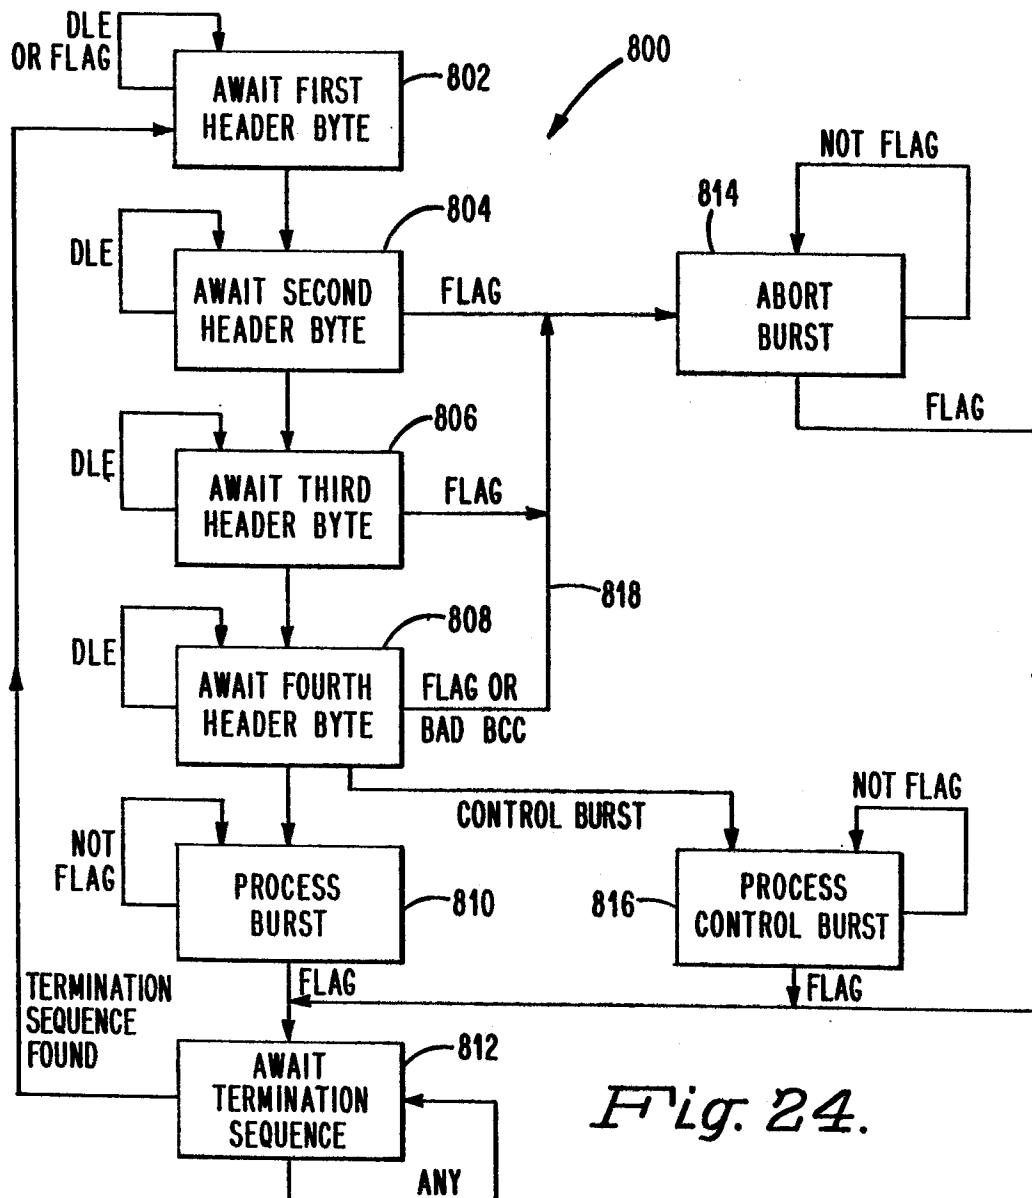 DLE
OR FLAG
AWAIT FIRST
HEADER BYTE
802
800
DLE
AWAIT SECOND
HEADER BYTE
804
FLAG
NOT FLAG
814
ABORT
BURST
FLAG
DLE
AWAIT THIRD
HEADER BYTE
806
FLAG
818
DLE
AWAIT FOURTH
HEADER BYTE
808
FLAG OR
BAD BCC
CONTROL BURST
NOT
FLAG
PROCESS
BURST
810
FLAG
NOT FLAG
816
PROCESS
CONTROL BURST
FLAG
TERMINATION
SEQUENCE
FOUND
AWAIT
TERMINATION
SEQUENCE
812
ANY
Fig. 24.